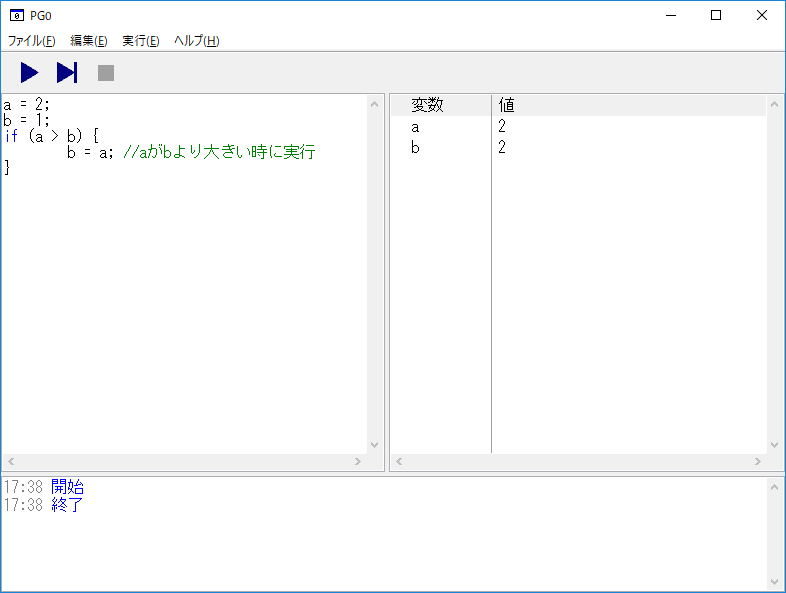 PG0
ファイル(F) 編集(E) 実行(E) ヘルプ(H)
a = 2;
b = 1;
if (a > b) {
b = a; //aがbより大きい時に実行
}
変数 値
a 2
b 2
17:38 開始
17:38 終了